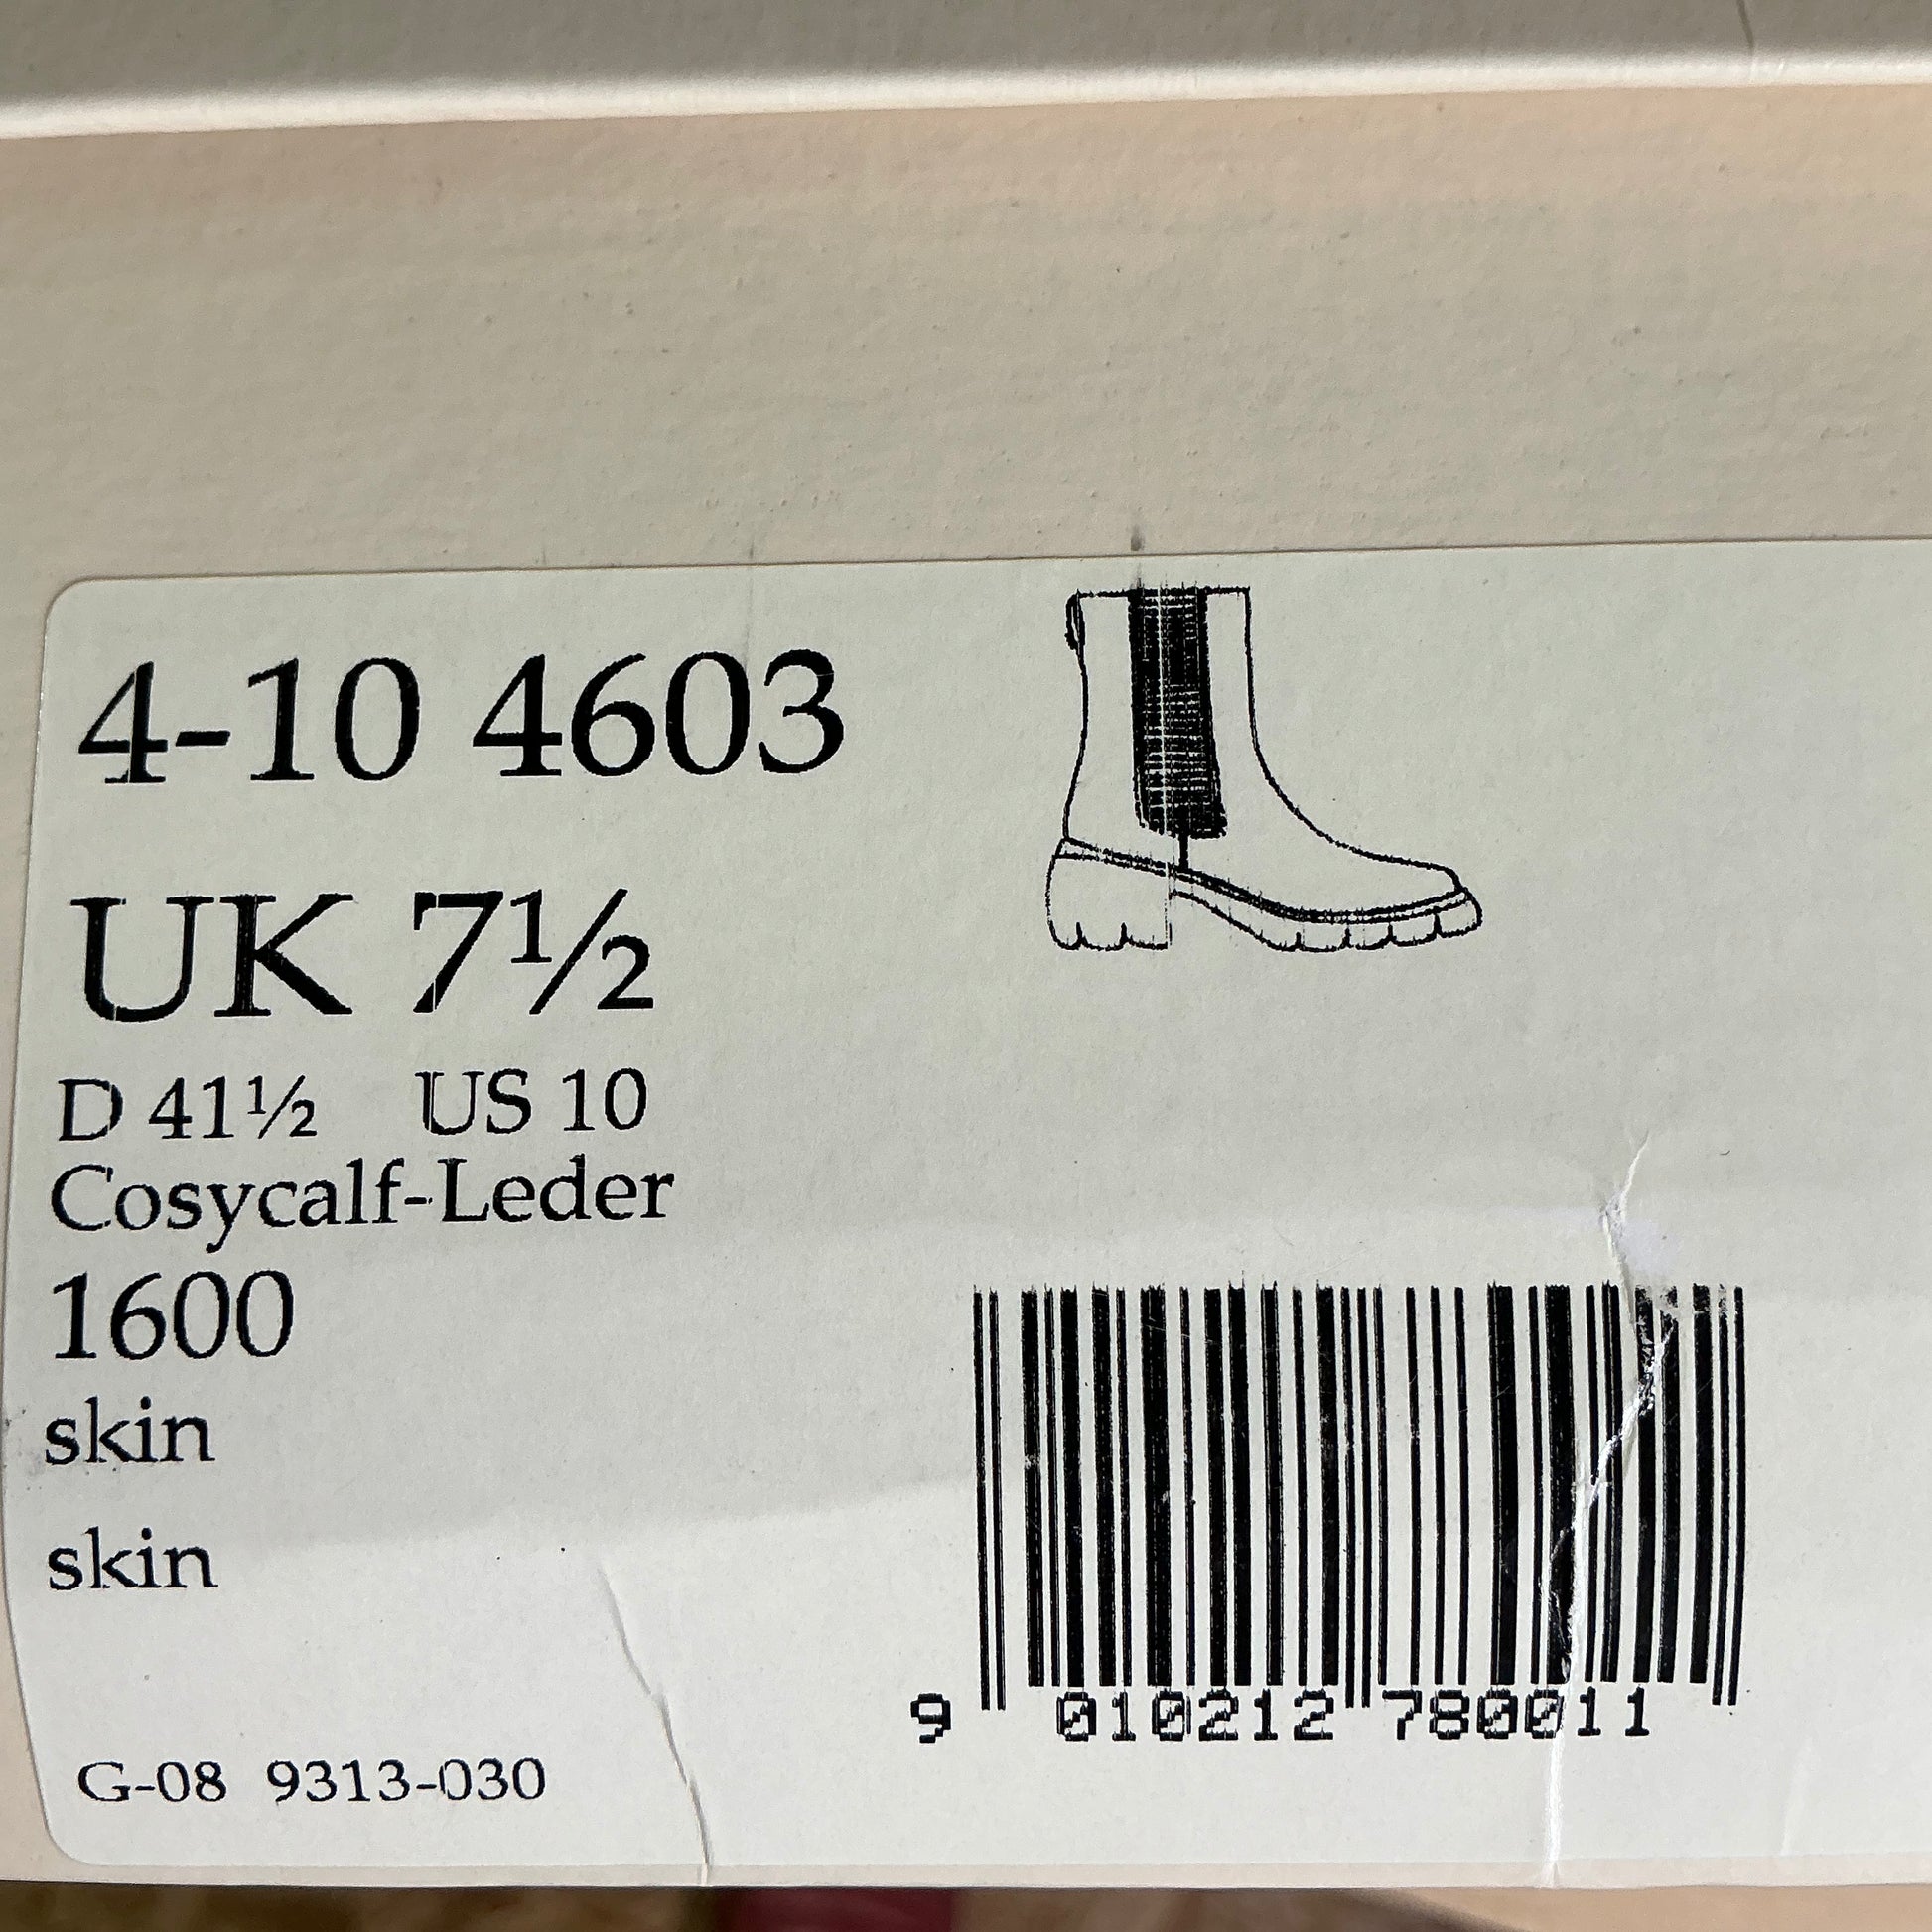 4-10 4603
UK 7½
D 41½ US 10
Cosycalf-Leder
1600
skin
skin
9 010212 780011
G-08 9313-030